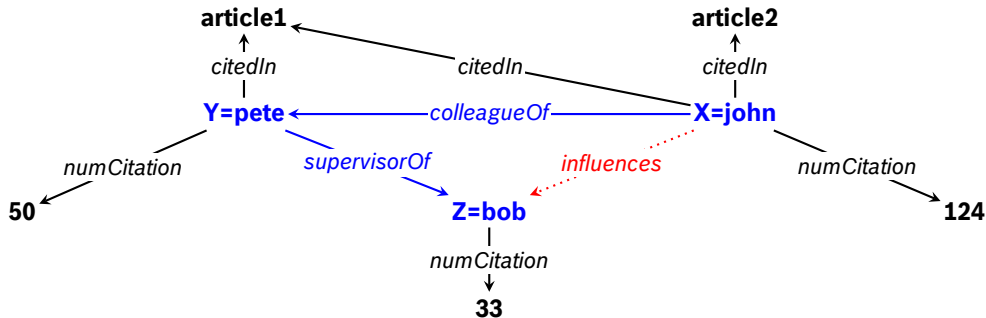 article1
article2
citedIn
citedIn
citedIn
Y=pete
colleagueOf
X=john
numCitation
supervisorOf
influences
numCitation
50
Z=bob
124
numCitation
33